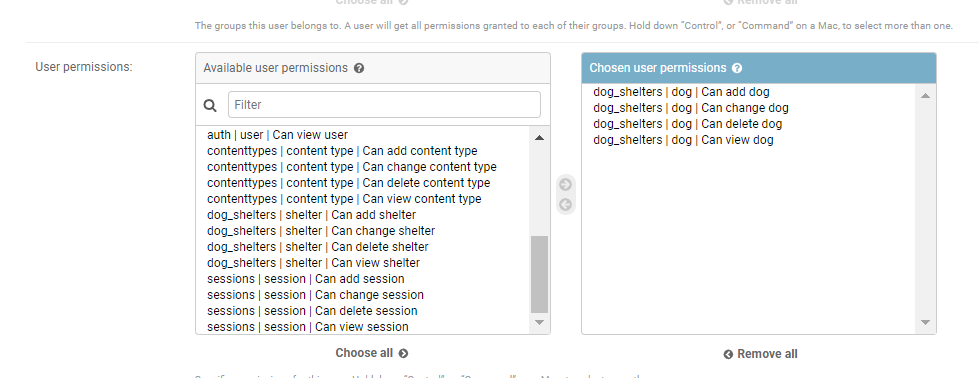 Choose all
Remove all
The groups this user belongs to. A user will get all permissions granted to each of their groups. Hold down “Control”, or “Command” on a Mac, to select more than one.
User permissions:
Available user permissions ?
Filter
auth | user | Can view user
contenttypes | content type | Can add content type
contenttypes | content type | Can change content type
contenttypes | content type | Can delete content type
contenttypes | content type | Can view content type
dog_shelters | shelter | Can add shelter
dog_shelters | shelter | Can change shelter
dog_shelters | shelter | Can delete shelter
dog_shelters | shelter | Can view shelter
sessions | session | Can add session
sessions | session | Can change session
sessions | session | Can delete session
sessions | session | Can view session
Choose all
Chosen user permissions ?
dog_shelters | dog | Can add dog
dog_shelters | dog | Can change dog
dog_shelters | dog | Can delete dog
dog_shelters | dog | Can view dog
Remove all